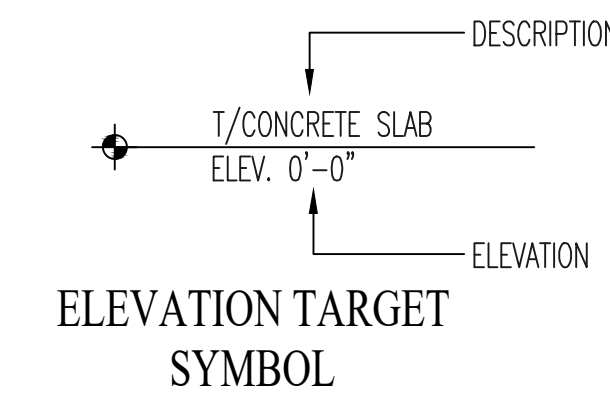 DESCRIPTION
T/CONCRETE SLAB
ELEV. 0'-0"
ELEVATION
ELEVATION TARGET
SYMBOL